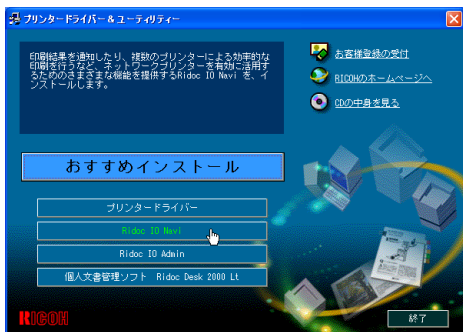 プリンタードライバー＆ユーティリティー
印刷結果を通知したり、複数のプリンターによる効率的な
印刷を行うなど、ネットワークプリンターを有効に活用す
るためのさまざまな機能を提供するRidoc IO Navi を、イ
ンストールします。
お客様登録の受付
RICOHのホームページへ
CDの中身を見る
おすすめインストール
プリンタードライバー
Ridoc IO Navi
Ridoc IO Admin
個人文書管理ソフト Ridoc Desk 2000 Lt
RICOH
終了